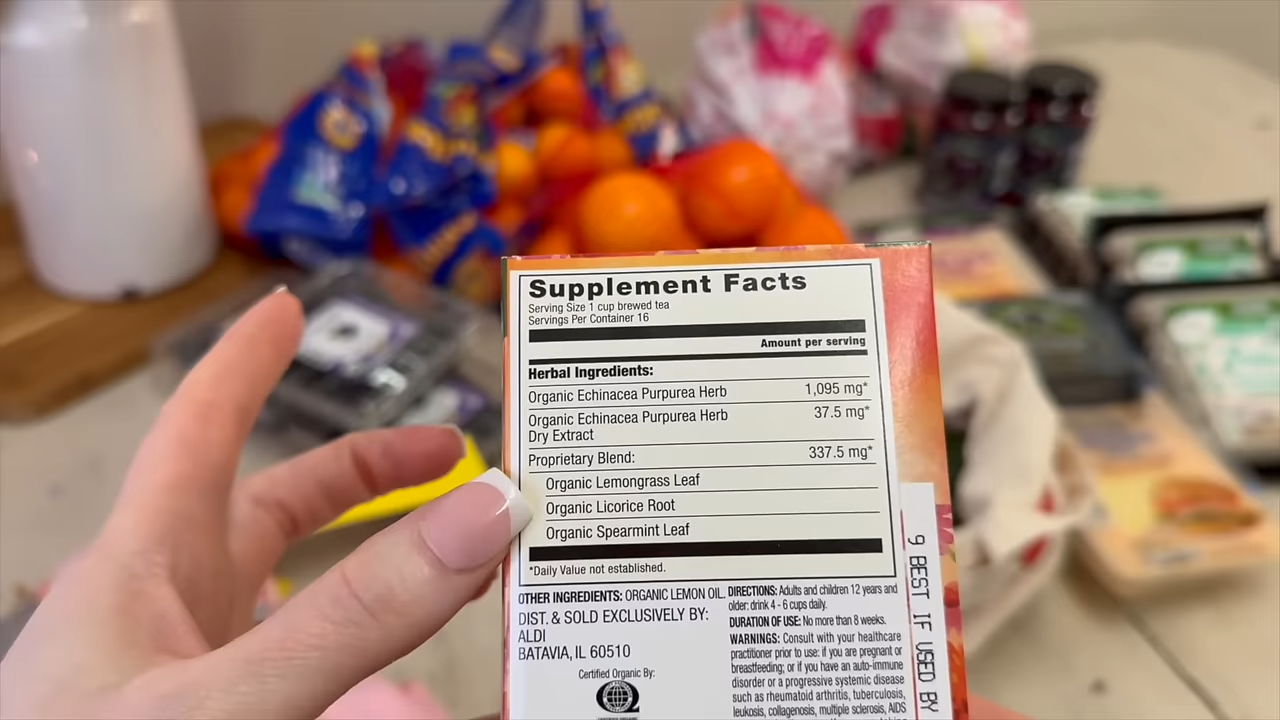 Supplement Facts
Serving Size 1 cup brewed tea
Servings Per Container 16
Amount per serving
Herbal Ingredients:
Organic Echinacea Purpurea Herb 1,095 mg*
Organic Echinacea Purpurea Herb 37.5 mg*
Dry Extract
Proprietary Blend: 337.5 mg*
Organic Lemongrass Leaf
Organic Licorice Root
Organic Spearmint Leaf
*Daily Value not established.
OTHER INGREDIENTS: ORGANIC LEMON OIL.
DIST. & SOLD EXCLUSIVELY BY:
ALDI
BATAVIA, IL 60510
Certified Organic By:
DIRECTIONS: Adults and children 12 years and
older: drink 4 - 6 cups daily.
DURATION OF USE: No more than 8 weeks.
WARNINGS: Consult with your healthcare
practitioner prior to use: if you are pregnant or
breastfeeding; or if you have an auto-immune
disorder or a progressive systemic disease
such as rheumatoid arthritis, tuberculosis,
leukosis, collagenosis, multiple sclerosis, AIDS
BEST IF USED BY